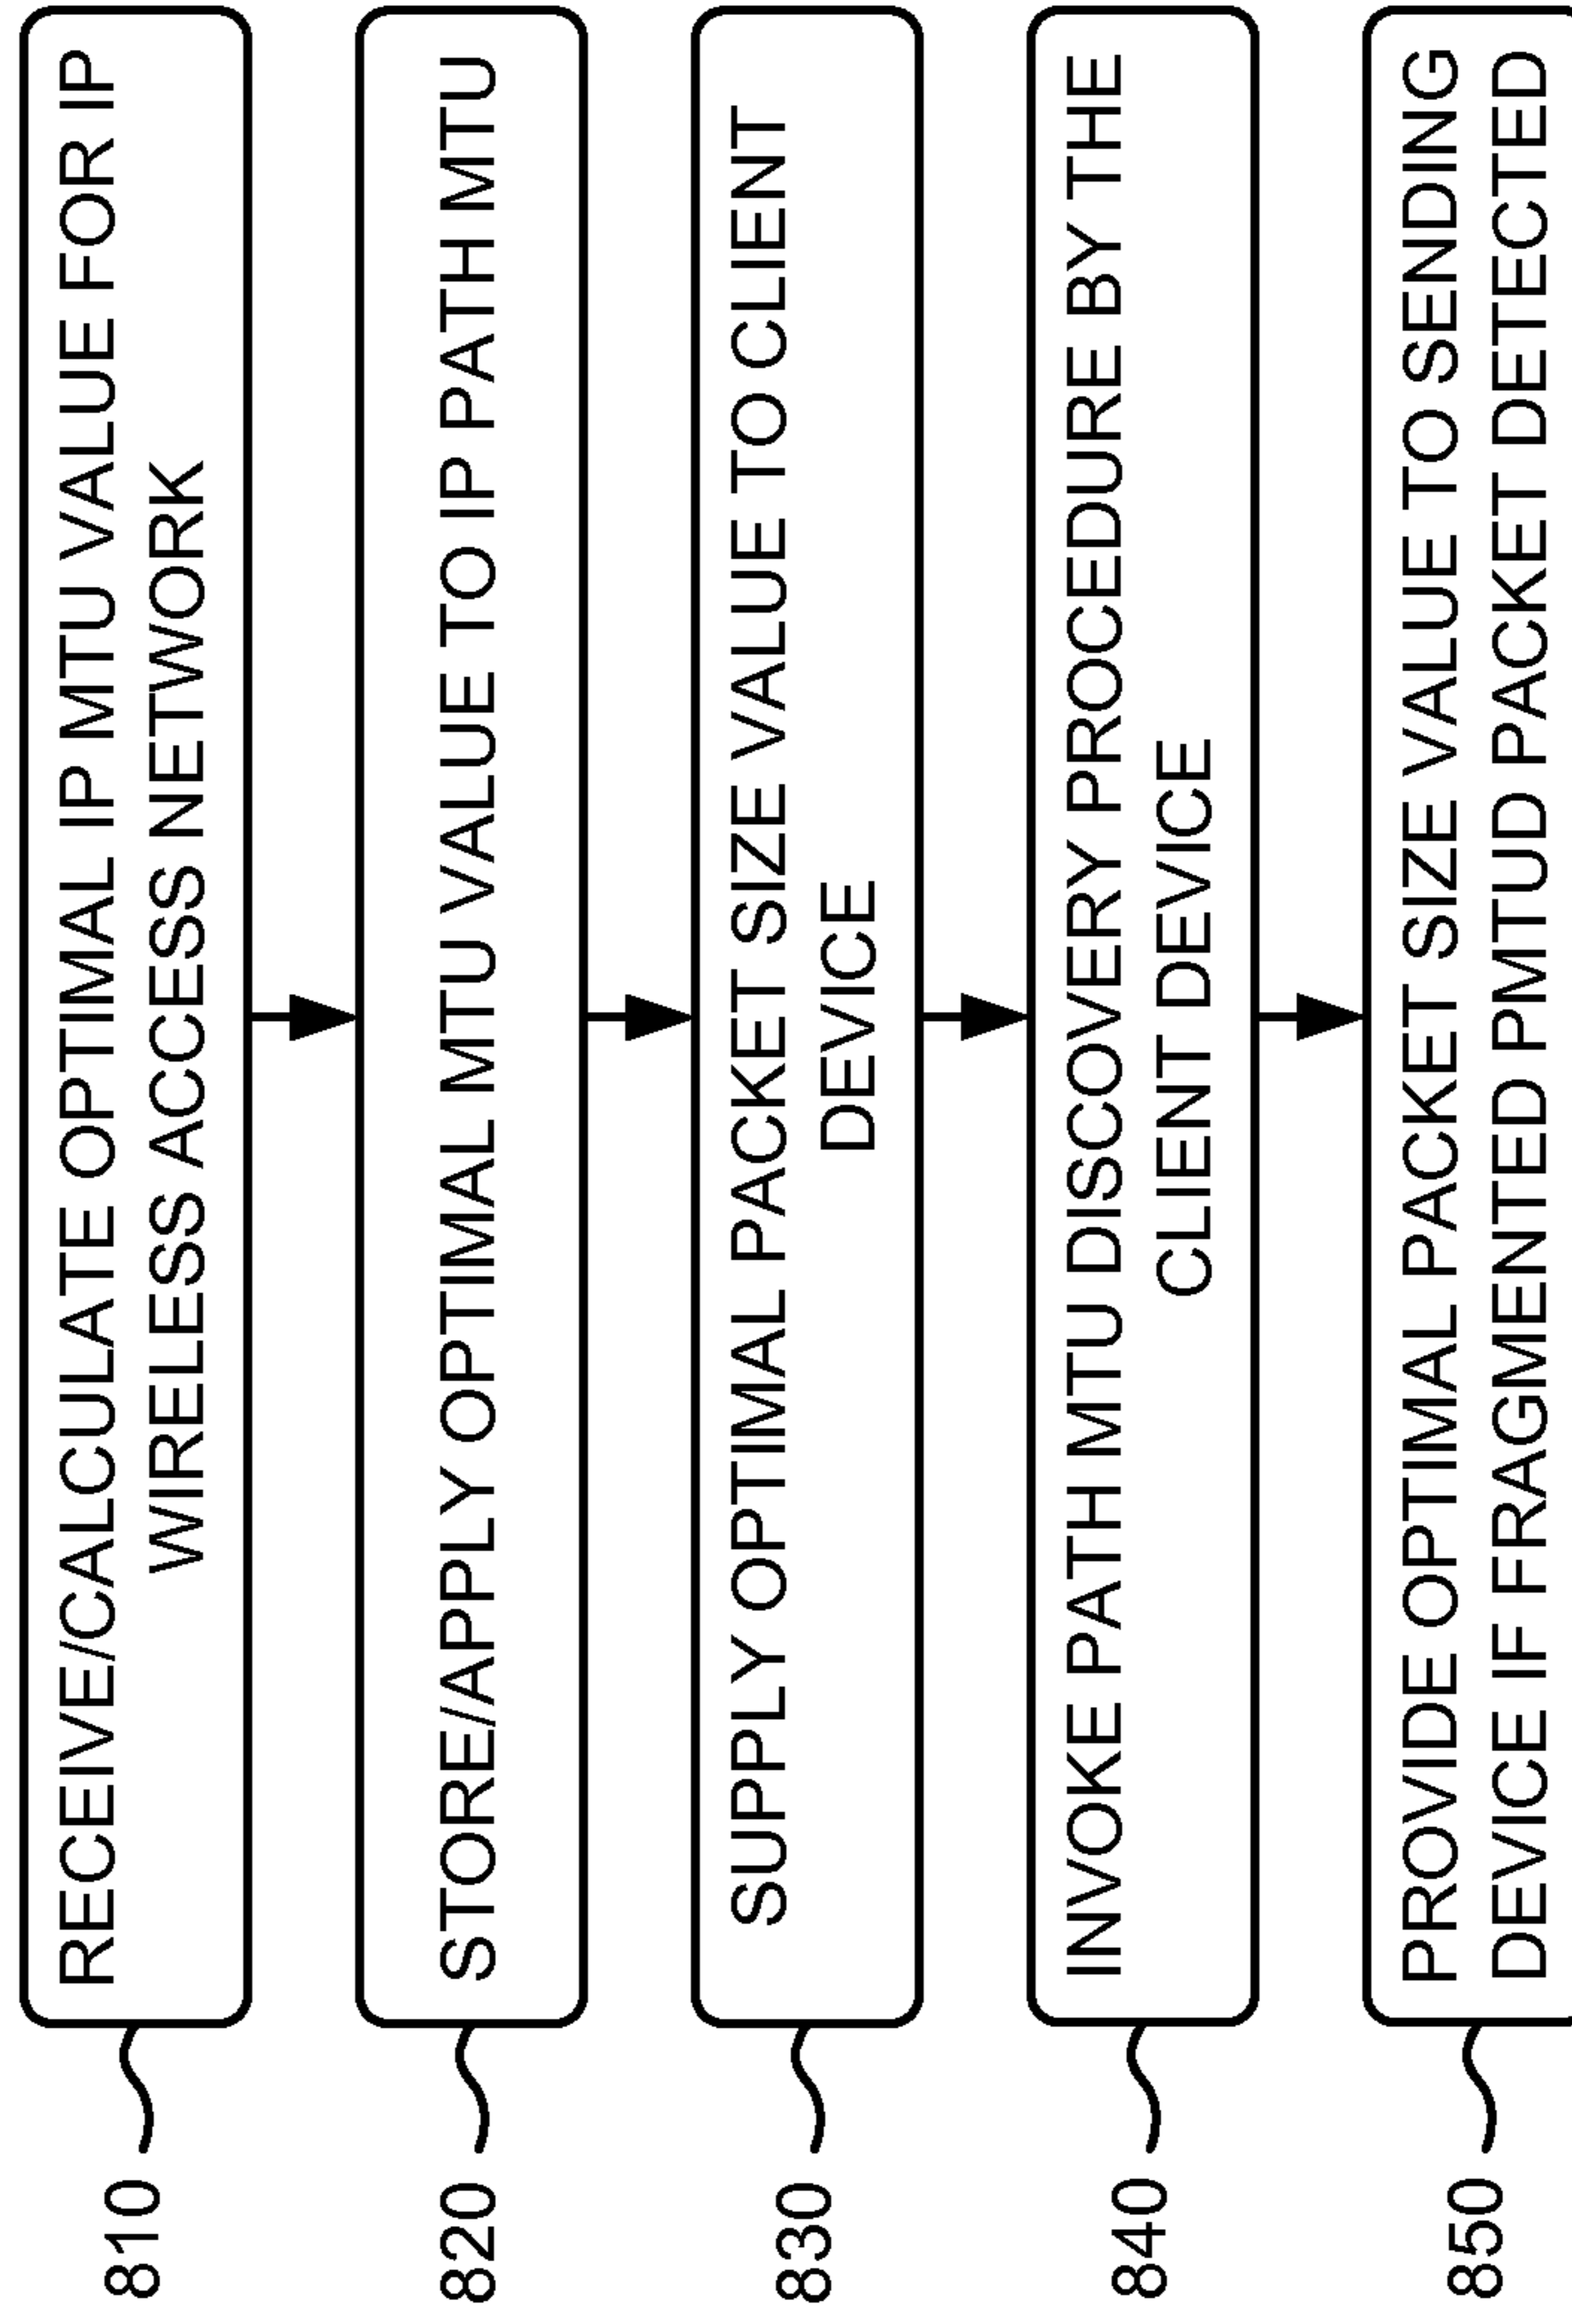 810
RECEIVE/CALCULATE OPTIMAL IP MTU VALUE FOR IP
WIRELESS ACCESS NETWORK
820
STORE/APPLY OPTIMAL MTU VALUE TO IP PATH MTU
830
SUPPLY OPTIMAL PACKET SIZE VALUE TO CLIENT
DEVICE
840
INVOKE PATH MTU DISCOVERY PROCEDURE BY THE
CLIENT DEVICE
850
PROVIDE OPTIMAL PACKET SIZE VALUE TO SENDING
DEVICE IF FRAGMENTED PMTUD PACKET DETECTED